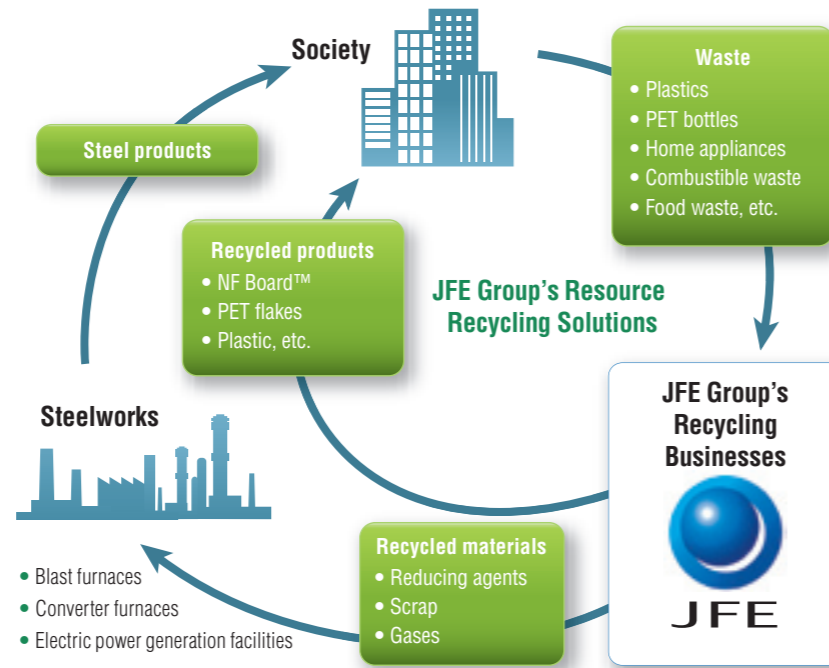 Society
Waste
• Plastics
• PET bottles
• Home appliances
• Combustible waste
• Food waste, etc.
Steel products
Recycled products
• NF Board™
• PET flakes
• Plastic, etc.
JFE Group’s Resource
Recycling Solutions
JFE Group’s
Recycling
Businesses
JFE
Steelworks
• Blast furnaces
• Converter furnaces
• Electric power generation facilities
Recycled materials
• Reducing agents
• Scrap
• Gases